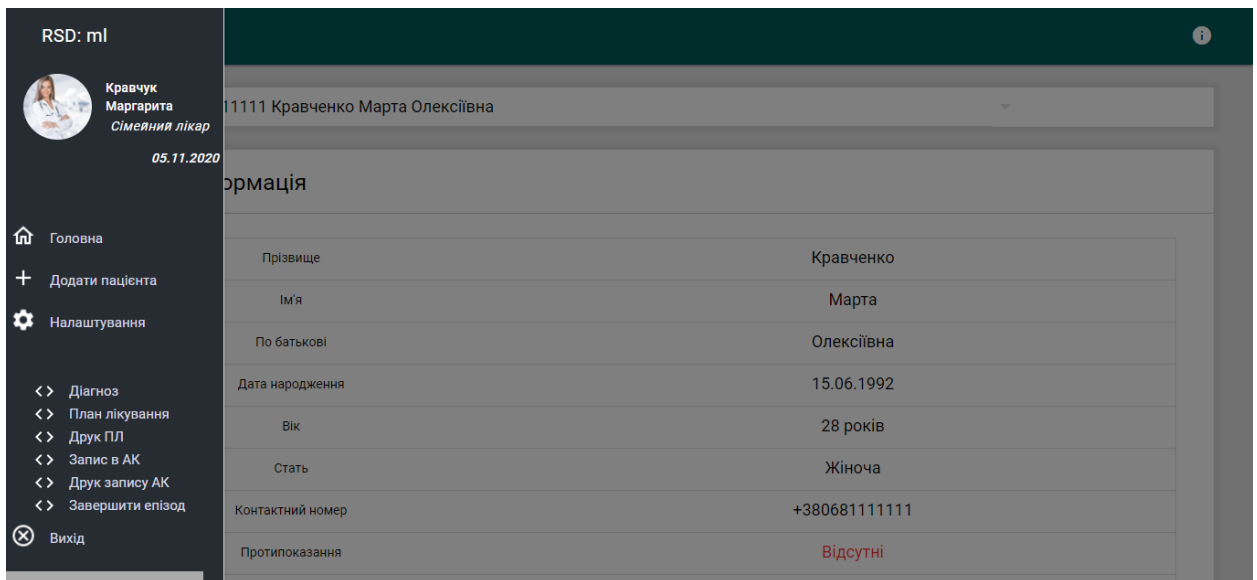 RSD: ml
Кравчук
Маргарита
Сімейний лікар
05.11.2020
Головна
Додати пацієнта
Налаштування
Діагноз
План лікування
Друк ПЛ
Запис в АК
Друк запису АК
Завершити епізод
Вихід
11111 Кравченко Марта Олексіївна
ормація
Прізвище Кравченко
Ім'я Марта
По батькові Олексіївна
Дата народження 15.06.1992
Вік 28 років
Стать Жіноча
Контактний номер +380681111111
Протипоказання Відсутні